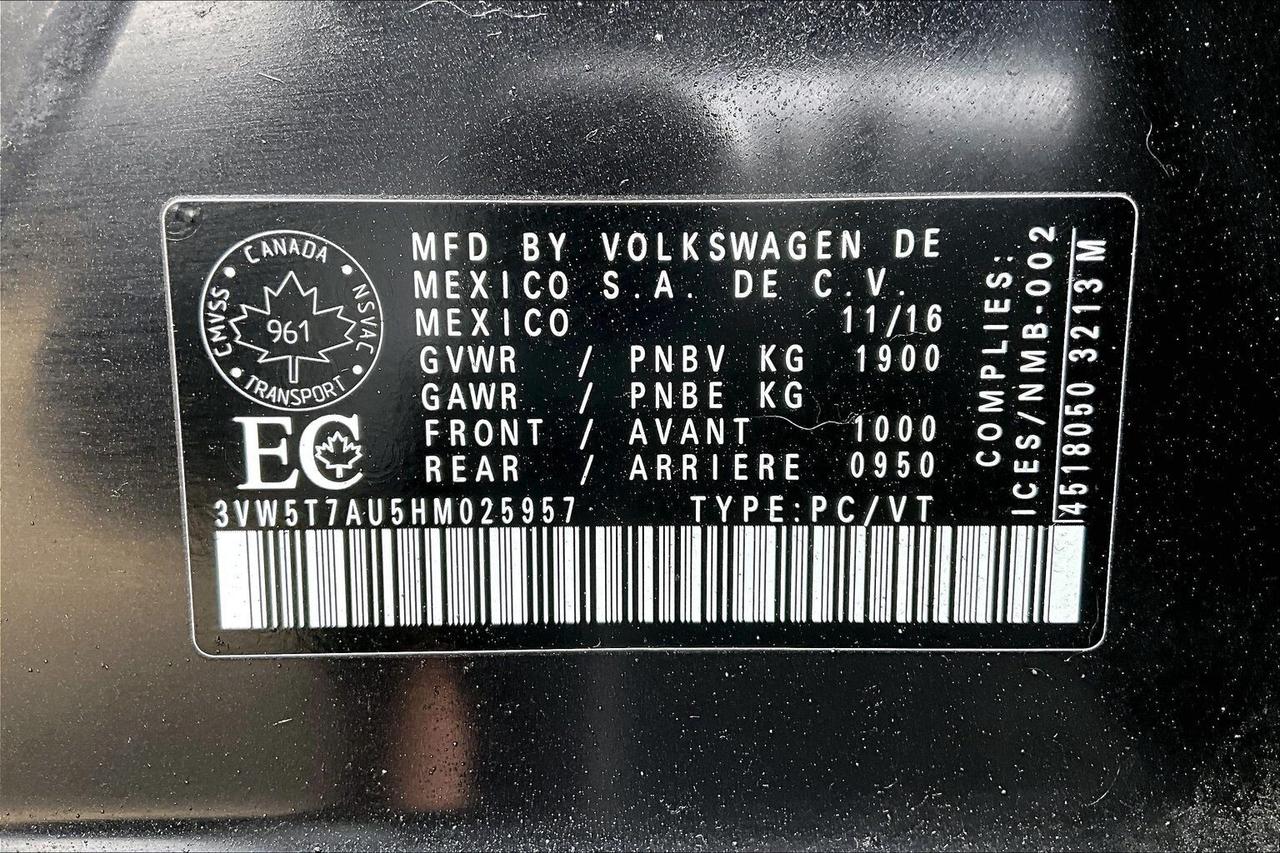 CANADA
CMVSS
NSVAC
961
TRANSPORT
EC
MFD BY VOLKSWAGEN DE
MEXICO S.A. DE C.V.
MEXICO 11/16
GVWR / PNBV KG 1900
GAWR / PNBE KG
FRONT / AVANT 1000
REAR / ARRIERE 0950
3VW5T7AU5HM025957 TYPE:PC/VT
COMPLIES:
ICES/NMB-002
14518050 3213 M